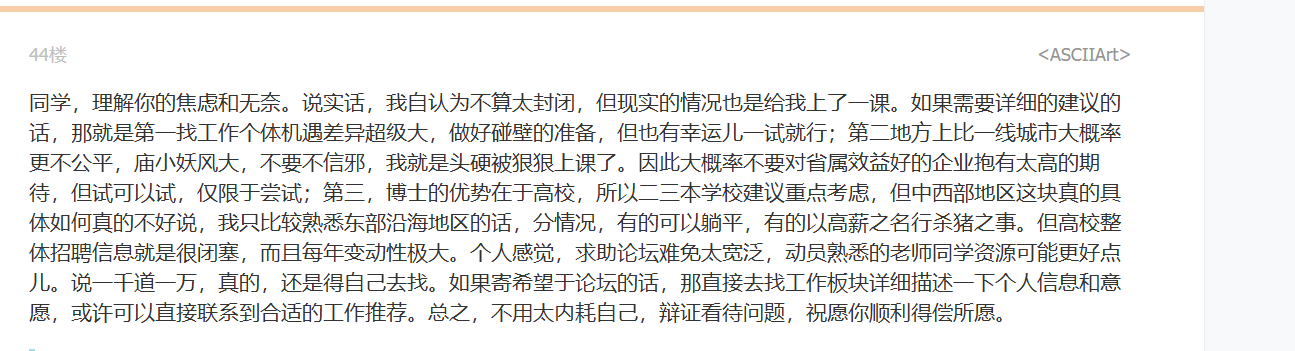 44楼
<ASCIIArt>
同学，理解你的焦虑和无奈。说实话，我自认为不算太封闭，但现实的情况也是给我上了一课。如果需要详细的建议的
话，那就是第一找工作个体机遇差异超级大，做好碰壁的准备，但也有幸运儿一试就行；第二地方上比一线城市大概率
更不公平，庙小妖风大，不要不信邪，我就是头硬被狠狠上课了。因此大概率不要对省属效益好的企业抱有太高的期
待，但试可以试，仅限于尝试；第三，博士的优势在于高校，所以二三本学校建议重点考虑，但中西部地区这块真的具
体如何真的不好说，我只比较熟悉东部沿海地区的话，分情况，有的可以躺平，有的以高薪之名行杀猪之事。但高校整
体招聘信息就是很闭塞，而且每年变动性极大。个人感觉，求助论坛难免太宽泛，动员熟悉的老师同学资源可能更好点
儿。说一千道一万，真的，还是得自己去找。如果寄希望于论坛的话，那直接去找工作板块详细描述一下个人信息和意
愿，或许可以直接联系到合适的工作推荐。总之，不用太内耗自己，辩证看待问题，祝愿你顺利得偿所愿。